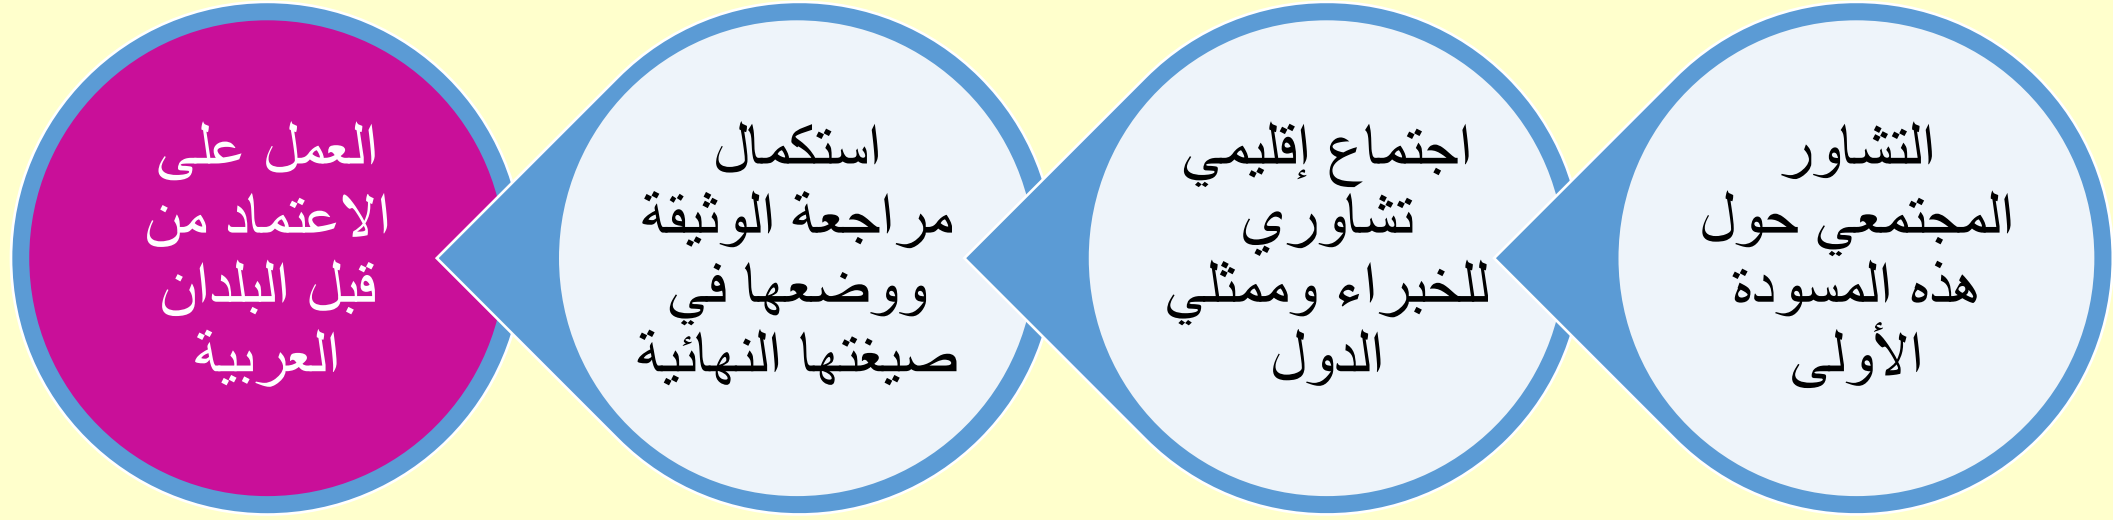 التشاور
المجتمعي حول
هذه المسودة
الأولى
اجتماع إقليمي
تشاوري
للخبراء وممثلي
الدول
استكمال
مراجعة الوثيقة
ووضعها في
صيغتها النهائية
العمل على
الاعتماد من
قبل البلدان
العربية